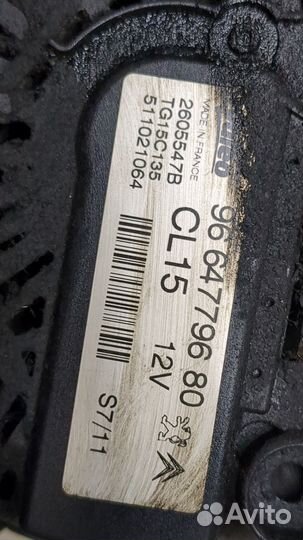 MADE IN FRANCE
2605547B
TG15C135
511021064
96 647796 80
CL15 12V
S7/11
Avito